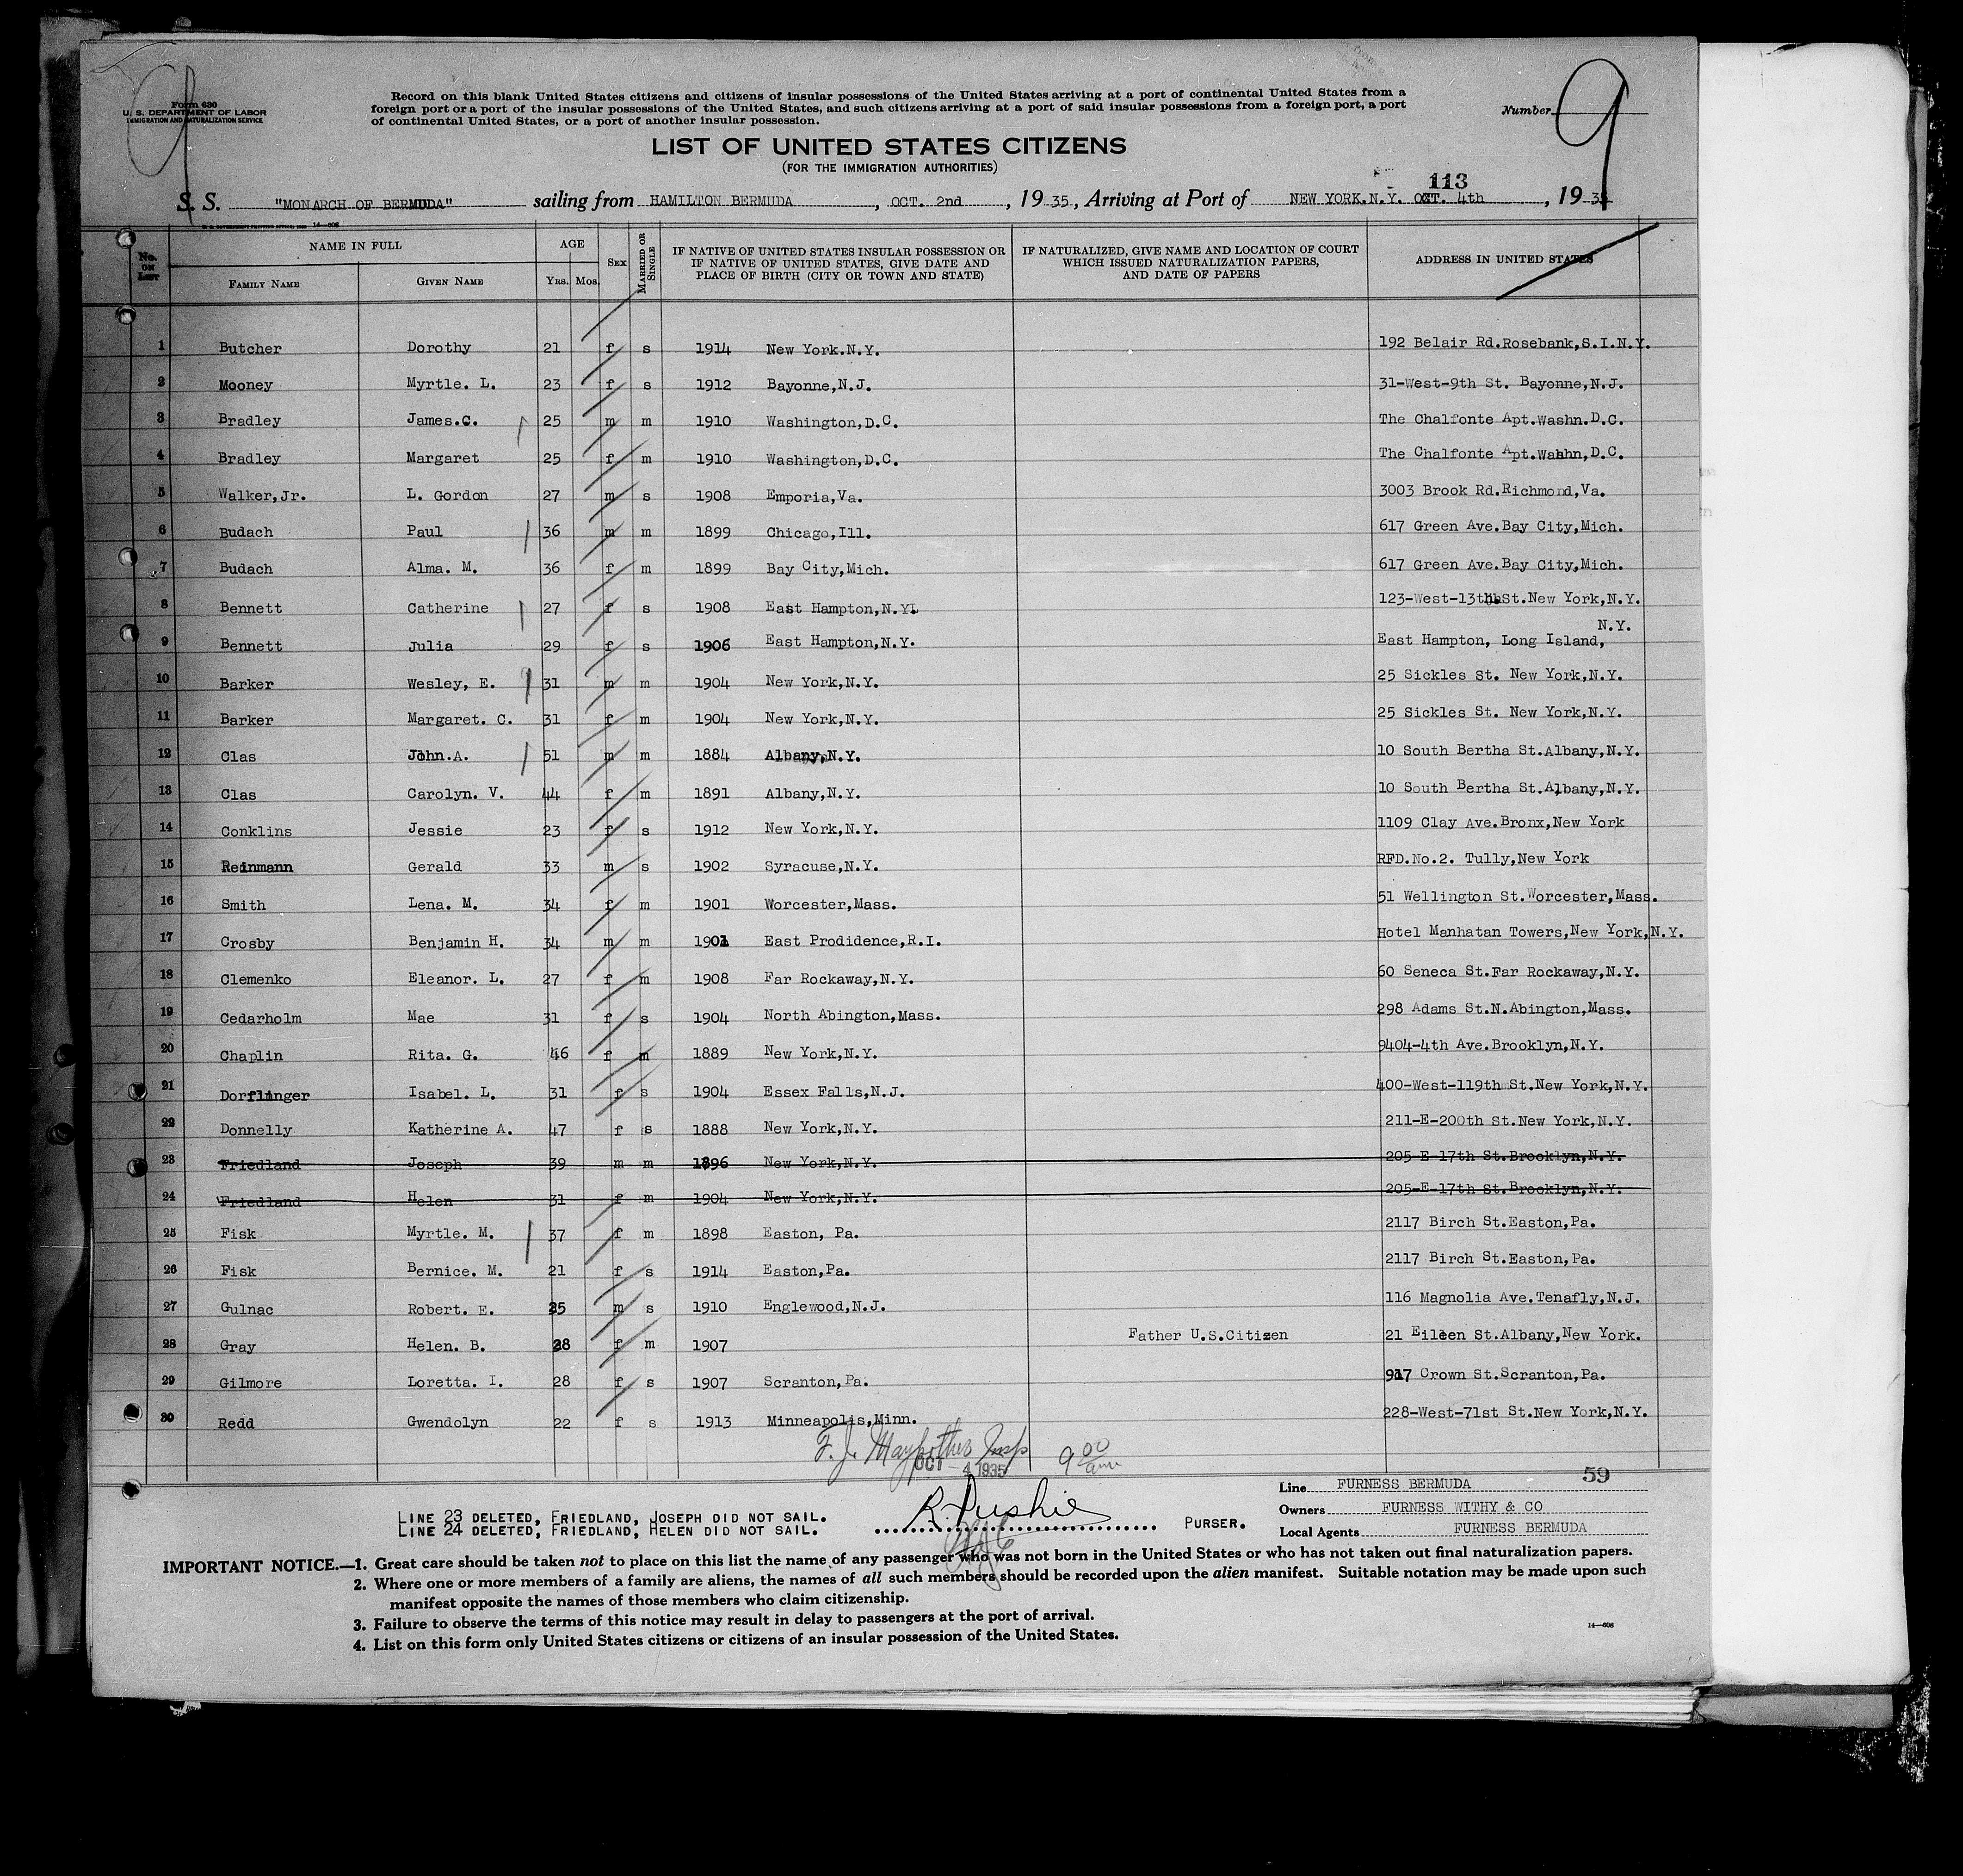 9
Form 630
U. S. DEPARTMENT OF LABOR
IMMIGRATION AND NATURALIZATION SERVICE
Record on this blank United States citizens and citizens of insular possessions of the United States arriving at a port of continental United States from a
foreign port or a port of the insular possessions of the United States, and such citizens arriving at a port of said insular possessions from a foreign port, a port
of continental United States, or a port of another insular possession.
Number 9
LIST OF UNITED STATES CITIZENS
(FOR THE IMMIGRATION AUTHORITIES)
113
S. S. "MONARCH OF BERMUDA" sailing from HAMILTON BERMUDA, OCT. 2nd, 1935, Arriving at Port of NEW YORK.N.Y. OCT. 4th, 1935
No. on List NAME IN FULL FAMILY NAME GIVEN NAME AGE YRS. MOS. SEX MARRIED OR SINGLE IF NATIVE OF UNITED STATES INSULAR POSSESSION OR IF NATIVE OF UNITED STATES, GIVE DATE AND PLACE OF BIRTH (CITY OR TOWN AND STATE) IF NATURALIZED, GIVE NAME AND LOCATION OF COURT WHICH ISSUED NATURALIZATION PAPERS, AND DATE OF PAPERS ADDRESS IN UNITED STATES
1 Butcher Dorothy 21 f s 1914 New York.N.Y. 192 Belair Rd.Rosebank,S.I.N.Y.
2 Mooney Myrtle. L. 23 f s 1912 Bayonne,N.J. 31-West-9th St. Bayonne,N.J.
3 Bradley James.C. 25 m m 1910 Washington,D.C. The Chalfonte Apt.Washn.D.C.
4 Bradley Margaret 25 f m 1910 Washington,D.C. The Chalfonte Apt.Wahhn,D.C.
5 Walker,Jr. L. Gordon 27 m s 1908 Emporia,Va. 3003 Brook Rd.Richmond,Va.
6 Budach Paul 36 m m 1899 Chicago,Ill. 617 Green Ave.Bay City,Mich.
7 Budach Alma. M. 36 f m 1899 Bay City,Mich. 617 Green Ave.Bay City,Mich.
8 Bennett Catherine 27 f s 1908 East Hampton,N.Y. 123-West-13th St.New York,N.Y.
9 Bennett Julia 29 f s 1906 East Hampton,N.Y. East Hampton, Long Island, N.Y.
10 Barker Wesley, E. 31 m m 1904 New York,N.Y. 25 Sickles St. New York,N.Y.
11 Barker Margaret. C. 31 f m 1904 New York,N.Y. 25 Sickles St. New York,N.Y.
12 Clas John.A. 51 m m 1884 Albany,N.Y. 10 South Bertha St.Albany,N.Y.
13 Clas Carolyn. V. 44 f m 1891 Albany,N.Y. 10 South Bertha St.Albany,N.Y.
14 Conklins Jessie 23 f s 1912 New York,N.Y. 1109 Clay Ave.Bronx,New York
15 Reinmann Gerald 33 m s 1902 Syracuse,N.Y. RFD.No.2. Tully,New York
16 Smith Lena. M. 34 f m 1901 Worcester,Mass. 51 Wellington St.Worcester,Mass.
17 Crosby Benjamin H. 34 m m 1901 East Prodidence,R.I. Hotel Manhatan Towers,New York,N.Y.
18 Clemenko Eleanor. L. 27 f m 1908 Far Rockaway,N.Y. 60 Seneca St.Far Rockaway,N.Y.
19 Cedarholm Mae 31 f s 1904 North Abington,Mass. 298 Adams St.N.Abington,Mass.
20 Chaplin Rita. G. 46 f m 1889 New York,N.Y. 9404-4th Ave.Brooklyn,N.Y.
21 Dorflinger Isabel. L. 31 f s 1904 Essex Falls,N.J. 400-West-119th St.New York,N.Y.
22 Donnelly Katherine A. 47 f s 1888 New York,N.Y. 211-E-200th St.New York,N.Y.
23 Friedland Joseph 39 m m 1896 New York,N.Y. 205-E-17th St.Brooklyn,N.Y.
24 Friedland Helen 31 f m 1904 New York,N.Y. 205-E-17th St.Brooklyn,N.Y.
25 Fisk Myrtle. M. 37 f m 1898 Easton, Pa. 2117 Birch St.Easton,Pa.
26 Fisk Bernice. M. 21 f s 1914 Easton,Pa. 2117 Birch St.Easton,Pa.
27 Gulnac Robert. E. 25 m s 1910 Englewood,N.J. 116 Magnolia Ave.Tenafly,N.J.
28 Gray Helen. B. 28 f m 1907 Father U.S.Citizen 21 Eileen St.Albany,New York.
29 Gilmore Loretta. I. 28 f s 1907 Scranton,Pa. 917 Crown St.Scranton,Pa.
30 Redd Gwendolyn 22 f s 1913 Minneapolis,Minn. 228-West-71st St.New York,N.Y.
F. J. Insp 9 00 am
OCT - 4 1935
59
Line FURNESS BERMUDA
Owners FURNESS WITHY & CO
Local Agents FURNESS BERMUDA
LINE 23 DELETED, FRIEDLAND, JOSEPH DID NOT SAIL.
LINE 24 DELETED, FRIEDLAND, HELEN DID NOT SAIL.
PURSER.
IMPORTANT NOTICE.—1. Great care should be taken not to place on this list the name of any passenger who was not born in the United States or who has not taken out final naturalization papers.
2. Where one or more members of a family are aliens, the names of all such members should be recorded upon the alien manifest. Suitable notation may be made upon such
manifest opposite the names of those members who claim citizenship.
3. Failure to observe the terms of this notice may result in delay to passengers at the port of arrival.
4. List on this form only United States citizens or citizens of an insular possession of the United States.
14—608